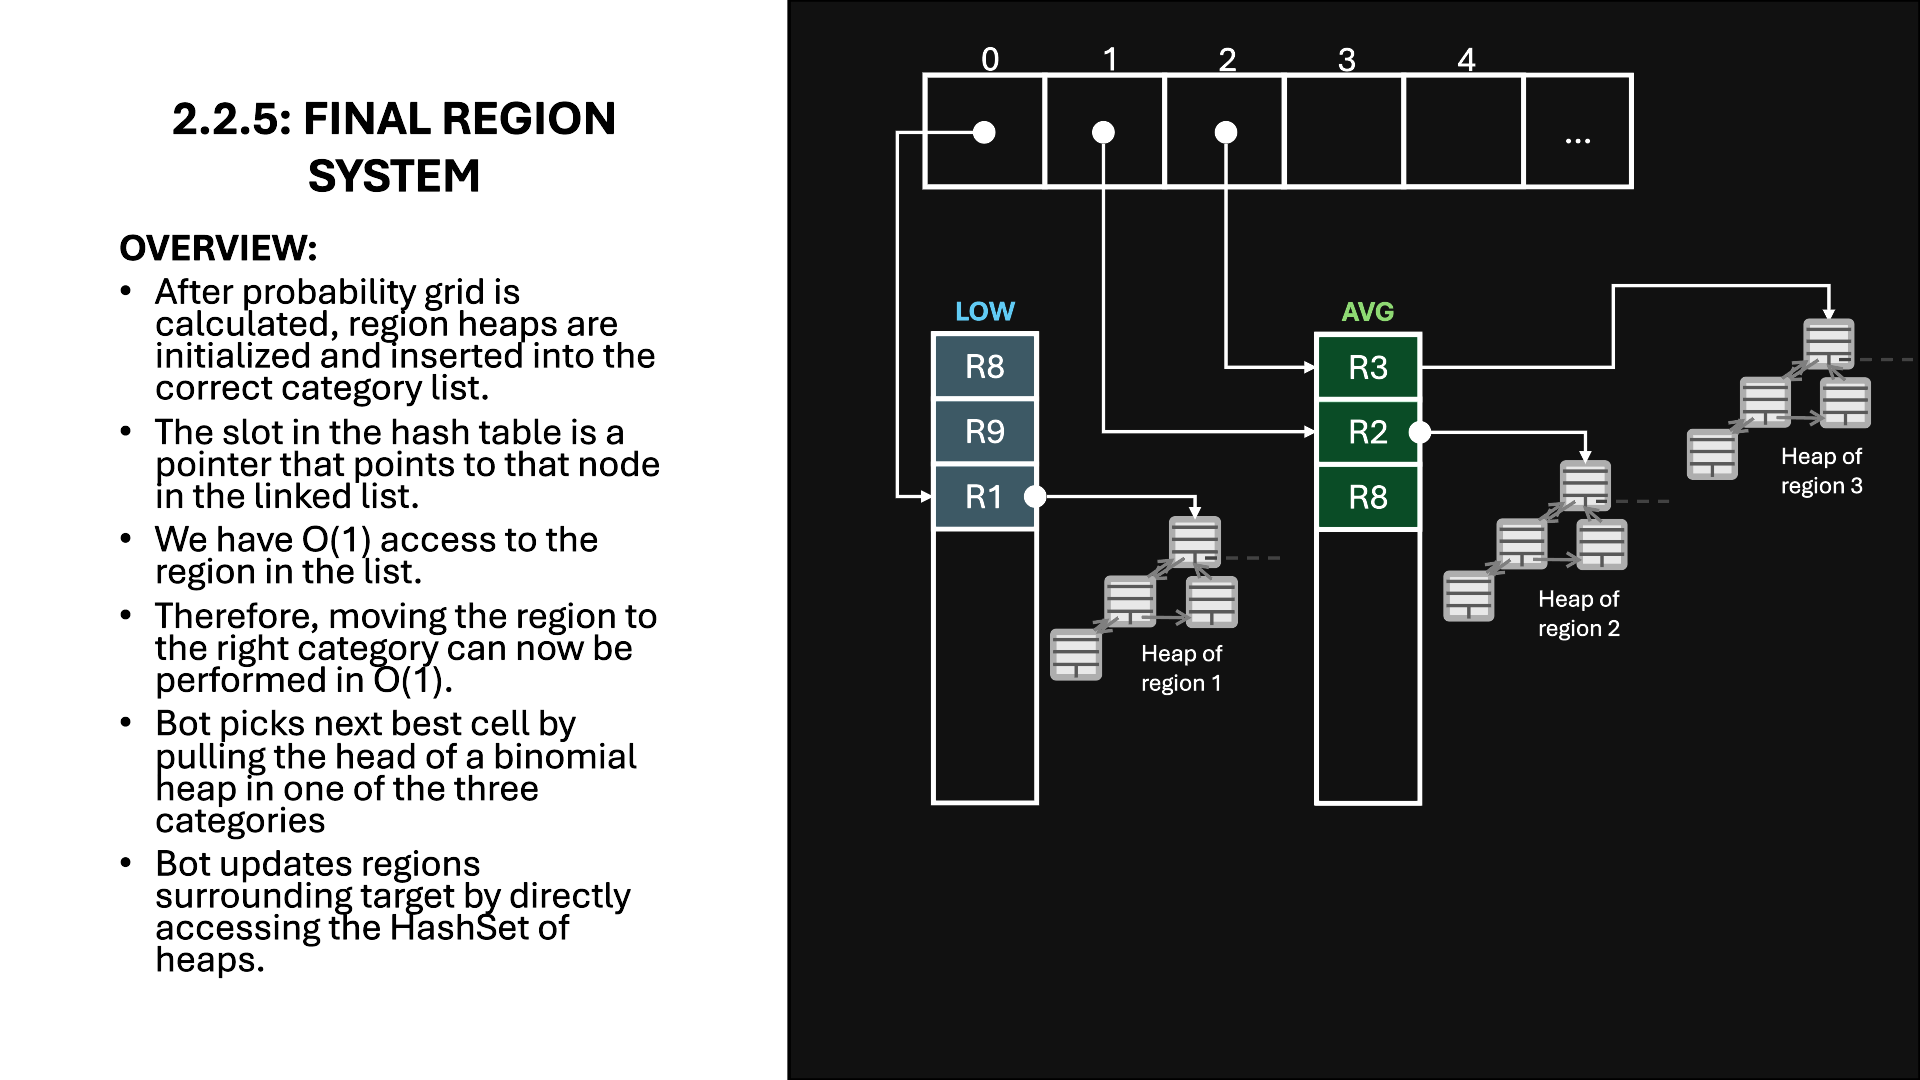 2.2.5: FINAL REGION
SYSTEM
OVERVIEW:
• After probability grid is
calculated, region heaps are
initialized and inserted into the
correct category list.
• The slot in the hash table is a
pointer that points to that node
in the linked list.
• We have O(1) access to the
region in the list.
• Therefore, moving the region to
the right category can now be
performed in O(1).
• Bot picks next best cell by
pulling the head of a binomial
heap in one of the three
categories
• Bot updates regions
surrounding target by directly
accessing the HashSet of
heaps.
0 1 2 3 4
...
LOW
R8
R9
R1
Heap of
region 1
AVG
R3
R2
R8
Heap of
region 2
Heap of
region 3